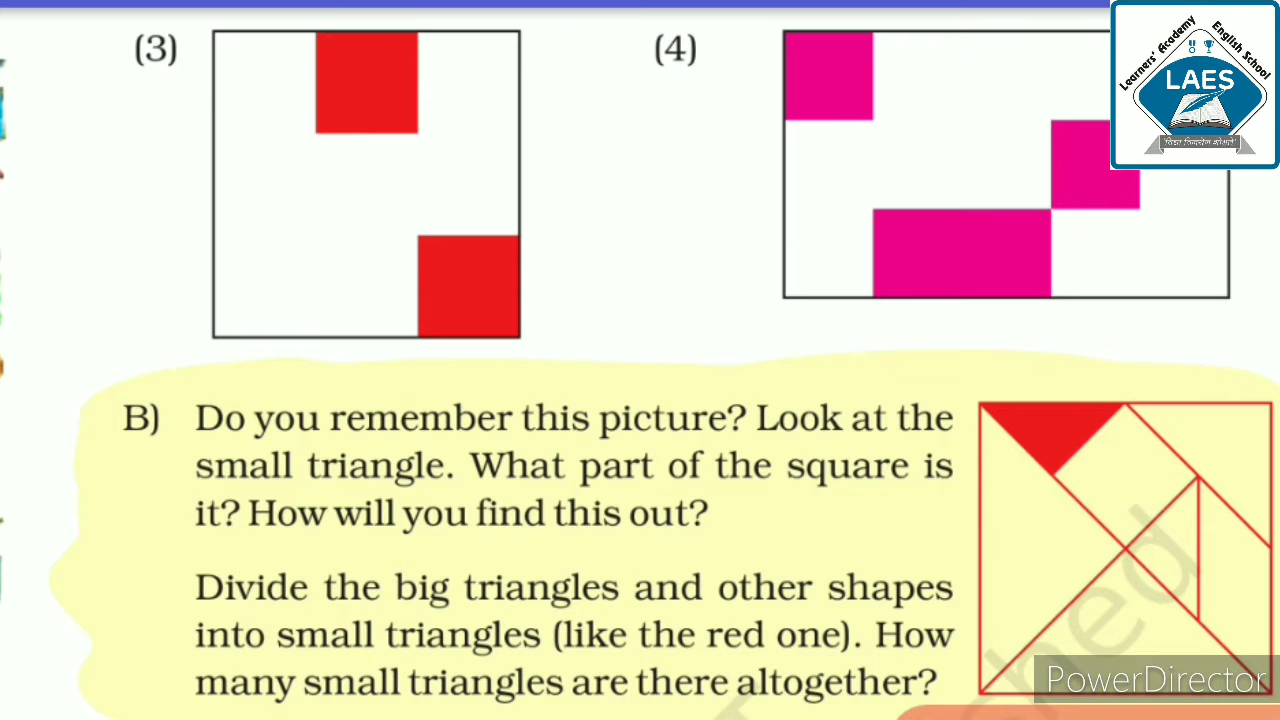 (3)
(4)
Learners' Academy English School
LAES
B) Do you remember this picture? Look at the
small triangle. What part of the square is
it? How will you find this out?
Divide the big triangles and other shapes
into small triangles (like the red one). How
many small triangles are there altogether?
hed
PowerDirector